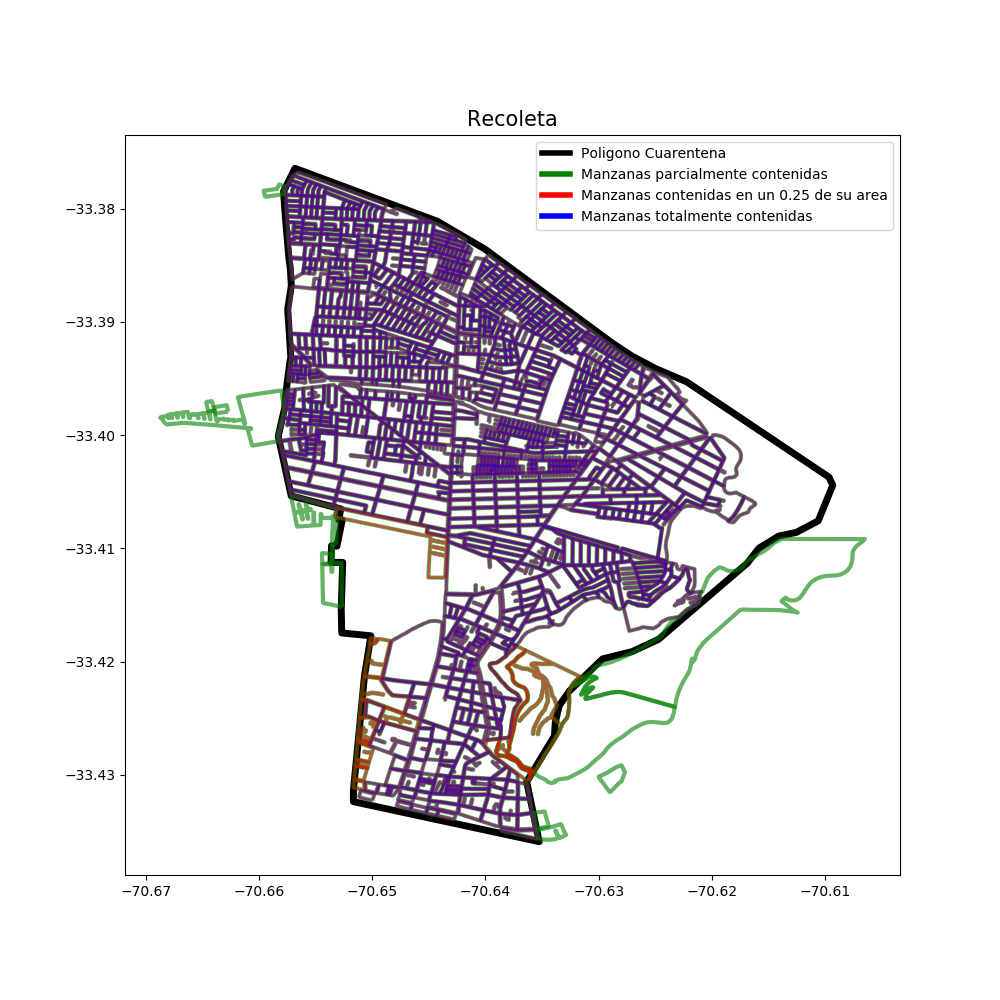 Recoleta
Poligono Cuarentena
Manzanas parcialmente contenidas
Manzanas contenidas en un 0.25 de su area
Manzanas totalmente contenidas
−33.38
−33.39
−33.40
−33.41
−33.42
−33.43
−70.67 −70.66 −70.65 −70.64 −70.63 −70.62 −70.61